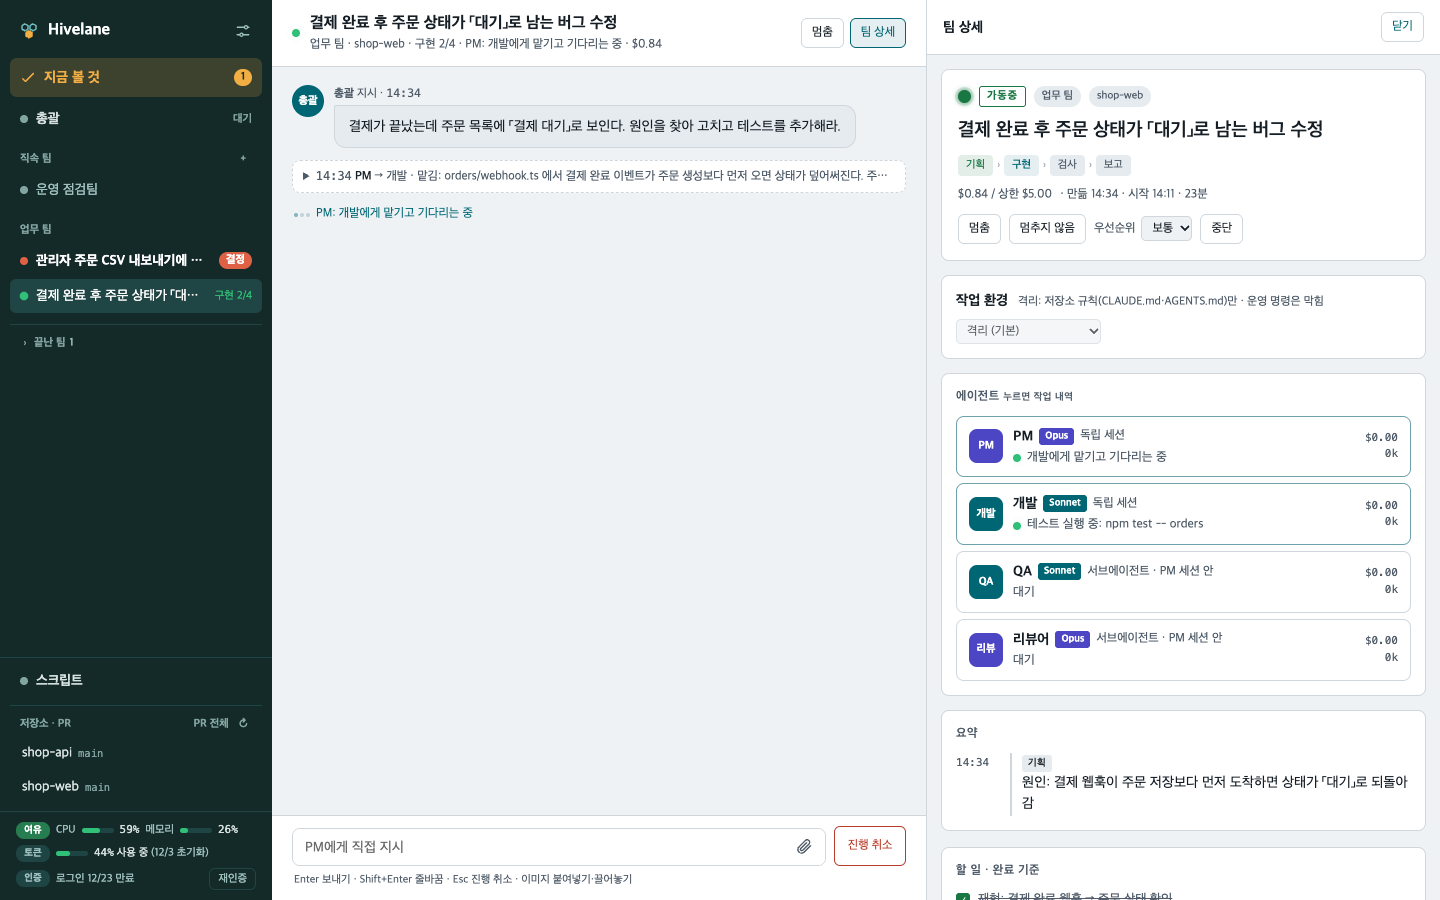 Hivelane
지금 볼 것
1
총괄
대기
직속 팀
+
운영 점검팀
업무 팀
관리자 주문 CSV 내보내기에 ···
결정
결제 완료 후 주문 상태가 「대···
구현 2/4
› 끝난 팀 1
스크립트
저장소 · PR
PR 전체
shop-api main
shop-web main
여유 CPU 59% 메모리 26%
토큰 44% 사용 중 (12/3 초기화)
인증 로그인 12/23 만료
재인증
결제 완료 후 주문 상태가 「대기」로 남는 버그 수정
업무 팀 · shop-web · 구현 2/4 · PM: 개발에게 맡기고 기다리는 중 · $0.84
멈춤
팀 상세
총괄
총괄 지시 · 14:34
결제가 끝났는데 주문 목록에 「결제 대기」로 보인다. 원인을 찾아 고치고 테스트를 추가해라.
▶ 14:34 PM → 개발 · 맡김: orders/webhook.ts 에서 결제 완료 이벤트가 주문 생성보다 먼저 오면 상태가 덮어써진다. 주···
PM: 개발에게 맡기고 기다리는 중
PM에게 직접 지시
진행 취소
Enter 보내기 · Shift+Enter 줄바꿈 · Esc 진행 취소 · 이미지 붙여넣기·끌어놓기
팀 상세
닫기
가동중
업무 팀
shop-web
결제 완료 후 주문 상태가 「대기」로 남는 버그 수정
기획 › 구현 › 검사 › 보고
$0.84 / 상한 $5.00 · 만듦 14:34 · 시작 14:11 · 23분
멈춤
멈추지 않음
우선순위
보통
중단
작업 환경 격리: 저장소 규칙(CLAUDE.md·AGENTS.md)만 · 운영 명령은 막힘
격리 (기본)
에이전트 누르면 작업 내역
PM
PM Opus 독립 세션
개발에게 맡기고 기다리는 중
$0.00
0k
개발
개발 Sonnet 독립 세션
테스트 실행 중: npm test -- orders
$0.00
0k
QA
QA Sonnet 서브에이전트 · PM 세션 안
대기
$0.00
0k
리뷰
리뷰어 Opus 서브에이전트 · PM 세션 안
대기
$0.00
0k
요약
14:34
기획
원인: 결제 웹훅이 주문 저장보다 먼저 도착하면 상태가 「대기」로 되돌아
감
할 일 · 완료 기준
재현: 결제 완료 웹훅 → 주문 상태 확인